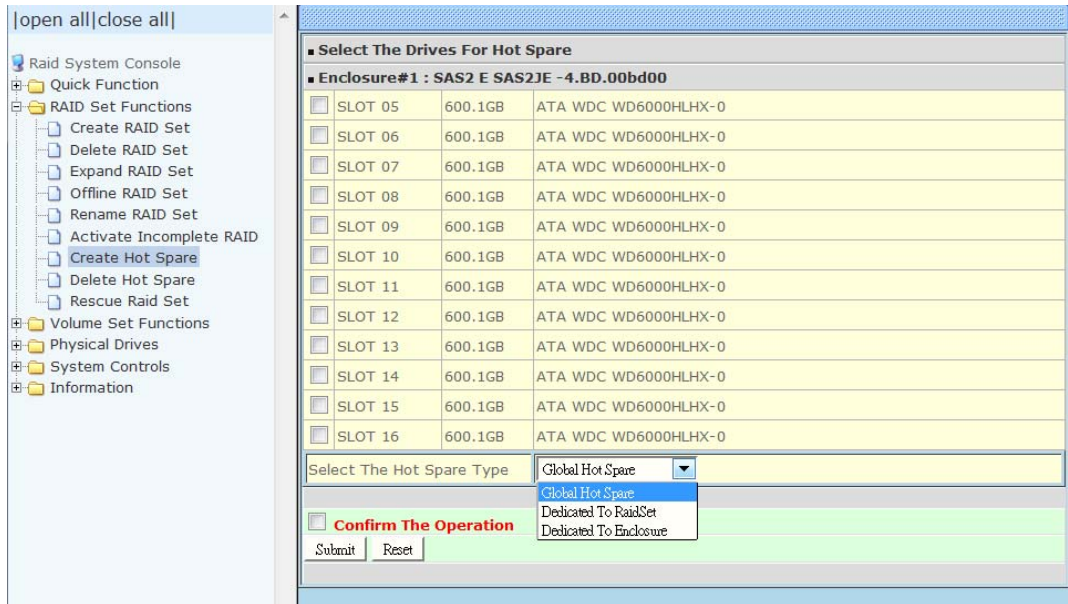 |open all|close all|
Raid System Console
Quick Function
RAID Set Functions
Create RAID Set
Delete RAID Set
Expand RAID Set
Offline RAID Set
Rename RAID Set
Activate Incomplete RAID
Create Hot Spare
Delete Hot Spare
Rescue Raid Set
Volume Set Functions
Physical Drives
System Controls
Information
Select The Drives For Hot Spare
Enclosure#1 : SAS2 E SAS2JE -4.BD.00bd00
SLOT 05 600.1GB ATA WDC WD6000HLHX-0
SLOT 06 600.1GB ATA WDC WD6000HLHX-0
SLOT 07 600.1GB ATA WDC WD6000HLHX-0
SLOT 08 600.1GB ATA WDC WD6000HLHX-0
SLOT 09 600.1GB ATA WDC WD6000HLHX-0
SLOT 10 600.1GB ATA WDC WD6000HLHX-0
SLOT 11 600.1GB ATA WDC WD6000HLHX-0
SLOT 12 600.1GB ATA WDC WD6000HLHX-0
SLOT 13 600.1GB ATA WDC WD6000HLHX-0
SLOT 14 600.1GB ATA WDC WD6000HLHX-0
SLOT 15 600.1GB ATA WDC WD6000HLHX-0
SLOT 16 600.1GB ATA WDC WD6000HLHX-0
Select The Hot Spare Type Global Hot Spare
Global Hot Spare
Dedicated To RaidSet
Dedicated To Enclosure
Confirm The Operation
Submit Reset